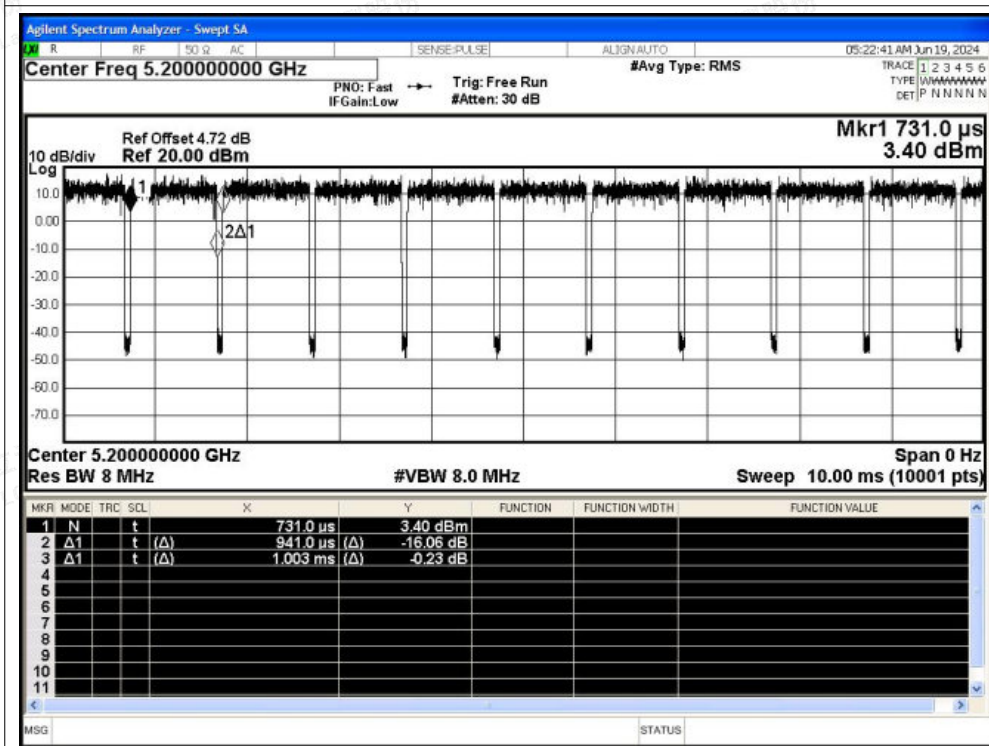 Agilent Spectrum Analyzer - Swept SA
LXI R RF 50 Ω AC SENSE:PULSE ALIGN AUTO 05:22:41 AM Jun 19, 2024
Center Freq 5.200000000 GHz #Avg Type: RMS TRACE 1 2 3 4 5 6
PNO: Fast Trig: Free Run TYPE WWWWWW
IFGain:Low #Atten: 30 dB DET P N N N N N
Mkr1 731.0 µs
3.40 dBm
Ref Offset 4.72 dB
10 dB/div Ref 20.00 dBm
Log
10.0
0.00
-10.0
-20.0
-30.0
-40.0
-50.0
-60.0
-70.0
1
2Δ1
Center 5.200000000 GHz Span 0 Hz
Res BW 8 MHz #VBW 8.0 MHz Sweep 10.00 ms (10001 pts)
MKR MODE TRC SCL X Y FUNCTION FUNCTION WIDTH FUNCTION VALUE
1 N t 731.0 µs 3.40 dBm
2 Δ1 t (Δ) 941.0 µs (Δ) -16.06 dB
3 Δ1 t (Δ) 1.003 ms (Δ) -0.23 dB
4
5
6
7
8
9
10
11
MSG STATUS